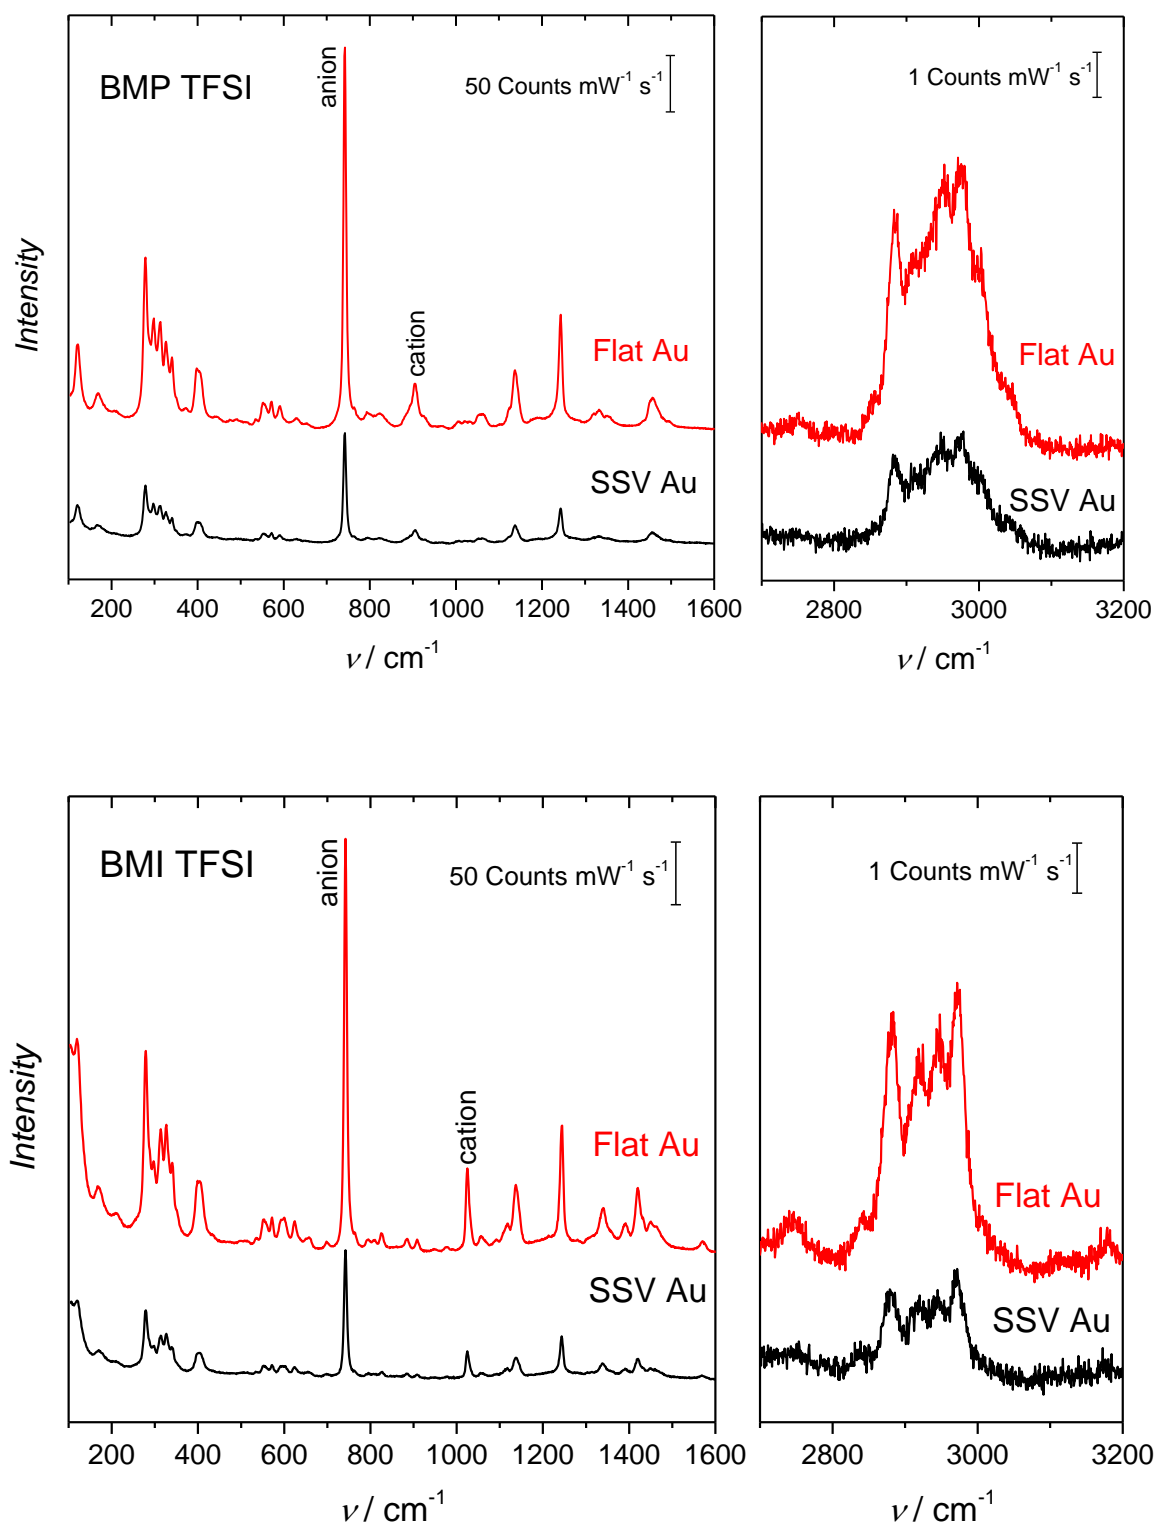 BMP TFSI
anion
50 Counts mW⁻¹ s⁻¹
cation
Flat Au
SSV Au
Intensity
200 400 600 800 1000 1200 1400 1600
ν / cm⁻¹
1 Counts mW⁻¹ s⁻¹
Flat Au
SSV Au
2800 3000 3200
ν / cm⁻¹
BMI TFSI
anion
50 Counts mW⁻¹ s⁻¹
cation
Flat Au
SSV Au
Intensity
200 400 600 800 1000 1200 1400 1600
ν / cm⁻¹
1 Counts mW⁻¹ s⁻¹
Flat Au
SSV Au
2800 3000 3200
ν / cm⁻¹